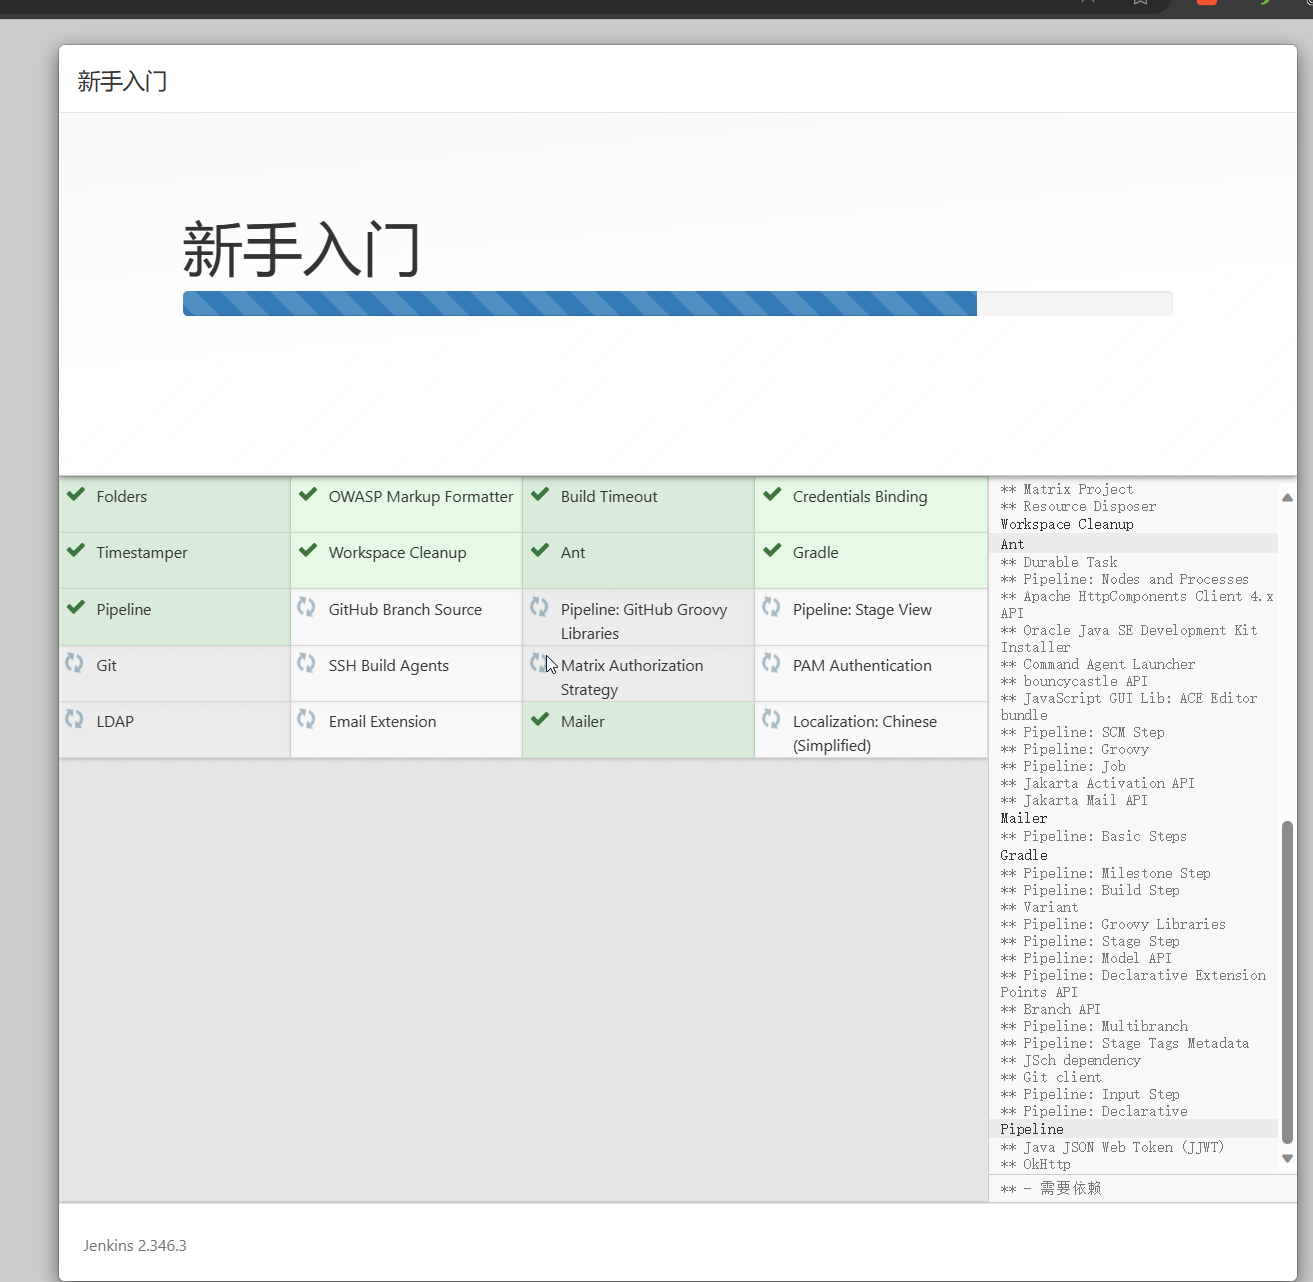 新手入门
新手入门
Folders
OWASP Markup Formatter
Build Timeout
Credentials Binding
Timestamper
Workspace Cleanup
Ant
Gradle
Pipeline
GitHub Branch Source
Pipeline: GitHub Groovy
Libraries
Pipeline: Stage View
Git
SSH Build Agents
Matrix Authorization
Strategy
PAM Authentication
LDAP
Email Extension
Mailer
Localization: Chinese
(Simplified)
** Matrix Project
** Resource Disposer
Workspace Cleanup
Ant
** Durable Task
** Pipeline: Nodes and Processes
** Apache HttpComponents Client 4.x
API
** Oracle Java SE Development Kit
Installer
** Command Agent Launcher
** bouncycastle API
** JavaScript GUI Lib: ACE Editor
bundle
** Pipeline: SCM Step
** Pipeline: Groovy
** Pipeline: Job
** Jakarta Activation API
** Jakarta Mail API
Mailer
** Pipeline: Basic Steps
Gradle
** Pipeline: Milestone Step
** Pipeline: Build Step
** Variant
** Pipeline: Groovy Libraries
** Pipeline: Stage Step
** Pipeline: Model API
** Pipeline: Declarative Extension
Points API
** Branch API
** Pipeline: Multibranch
** Pipeline: Stage Tags Metadata
** JSch dependency
** Git client
** Pipeline: Input Step
** Pipeline: Declarative
Pipeline
** Java JSON Web Token (JJWT)
** OkHttp
** - 需要依赖
Jenkins 2.346.3